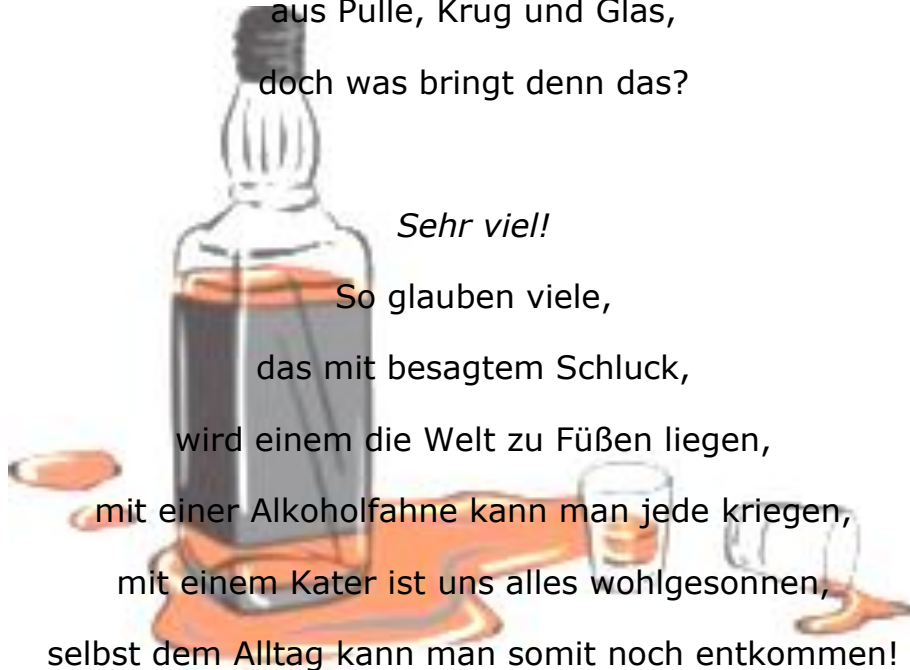 aus Pulle, Krug und Glas,
doch was bringt denn das?
Sehr viel!
So glauben viele,
das mit besagtem Schluck,
wird einem die Welt zu Füßen liegen,
mit einer Alkoholfahne kann man jede kriegen,
mit einem Kater ist uns alles wohlgesonnen,
selbst dem Alltag kann man somit noch entkommen!